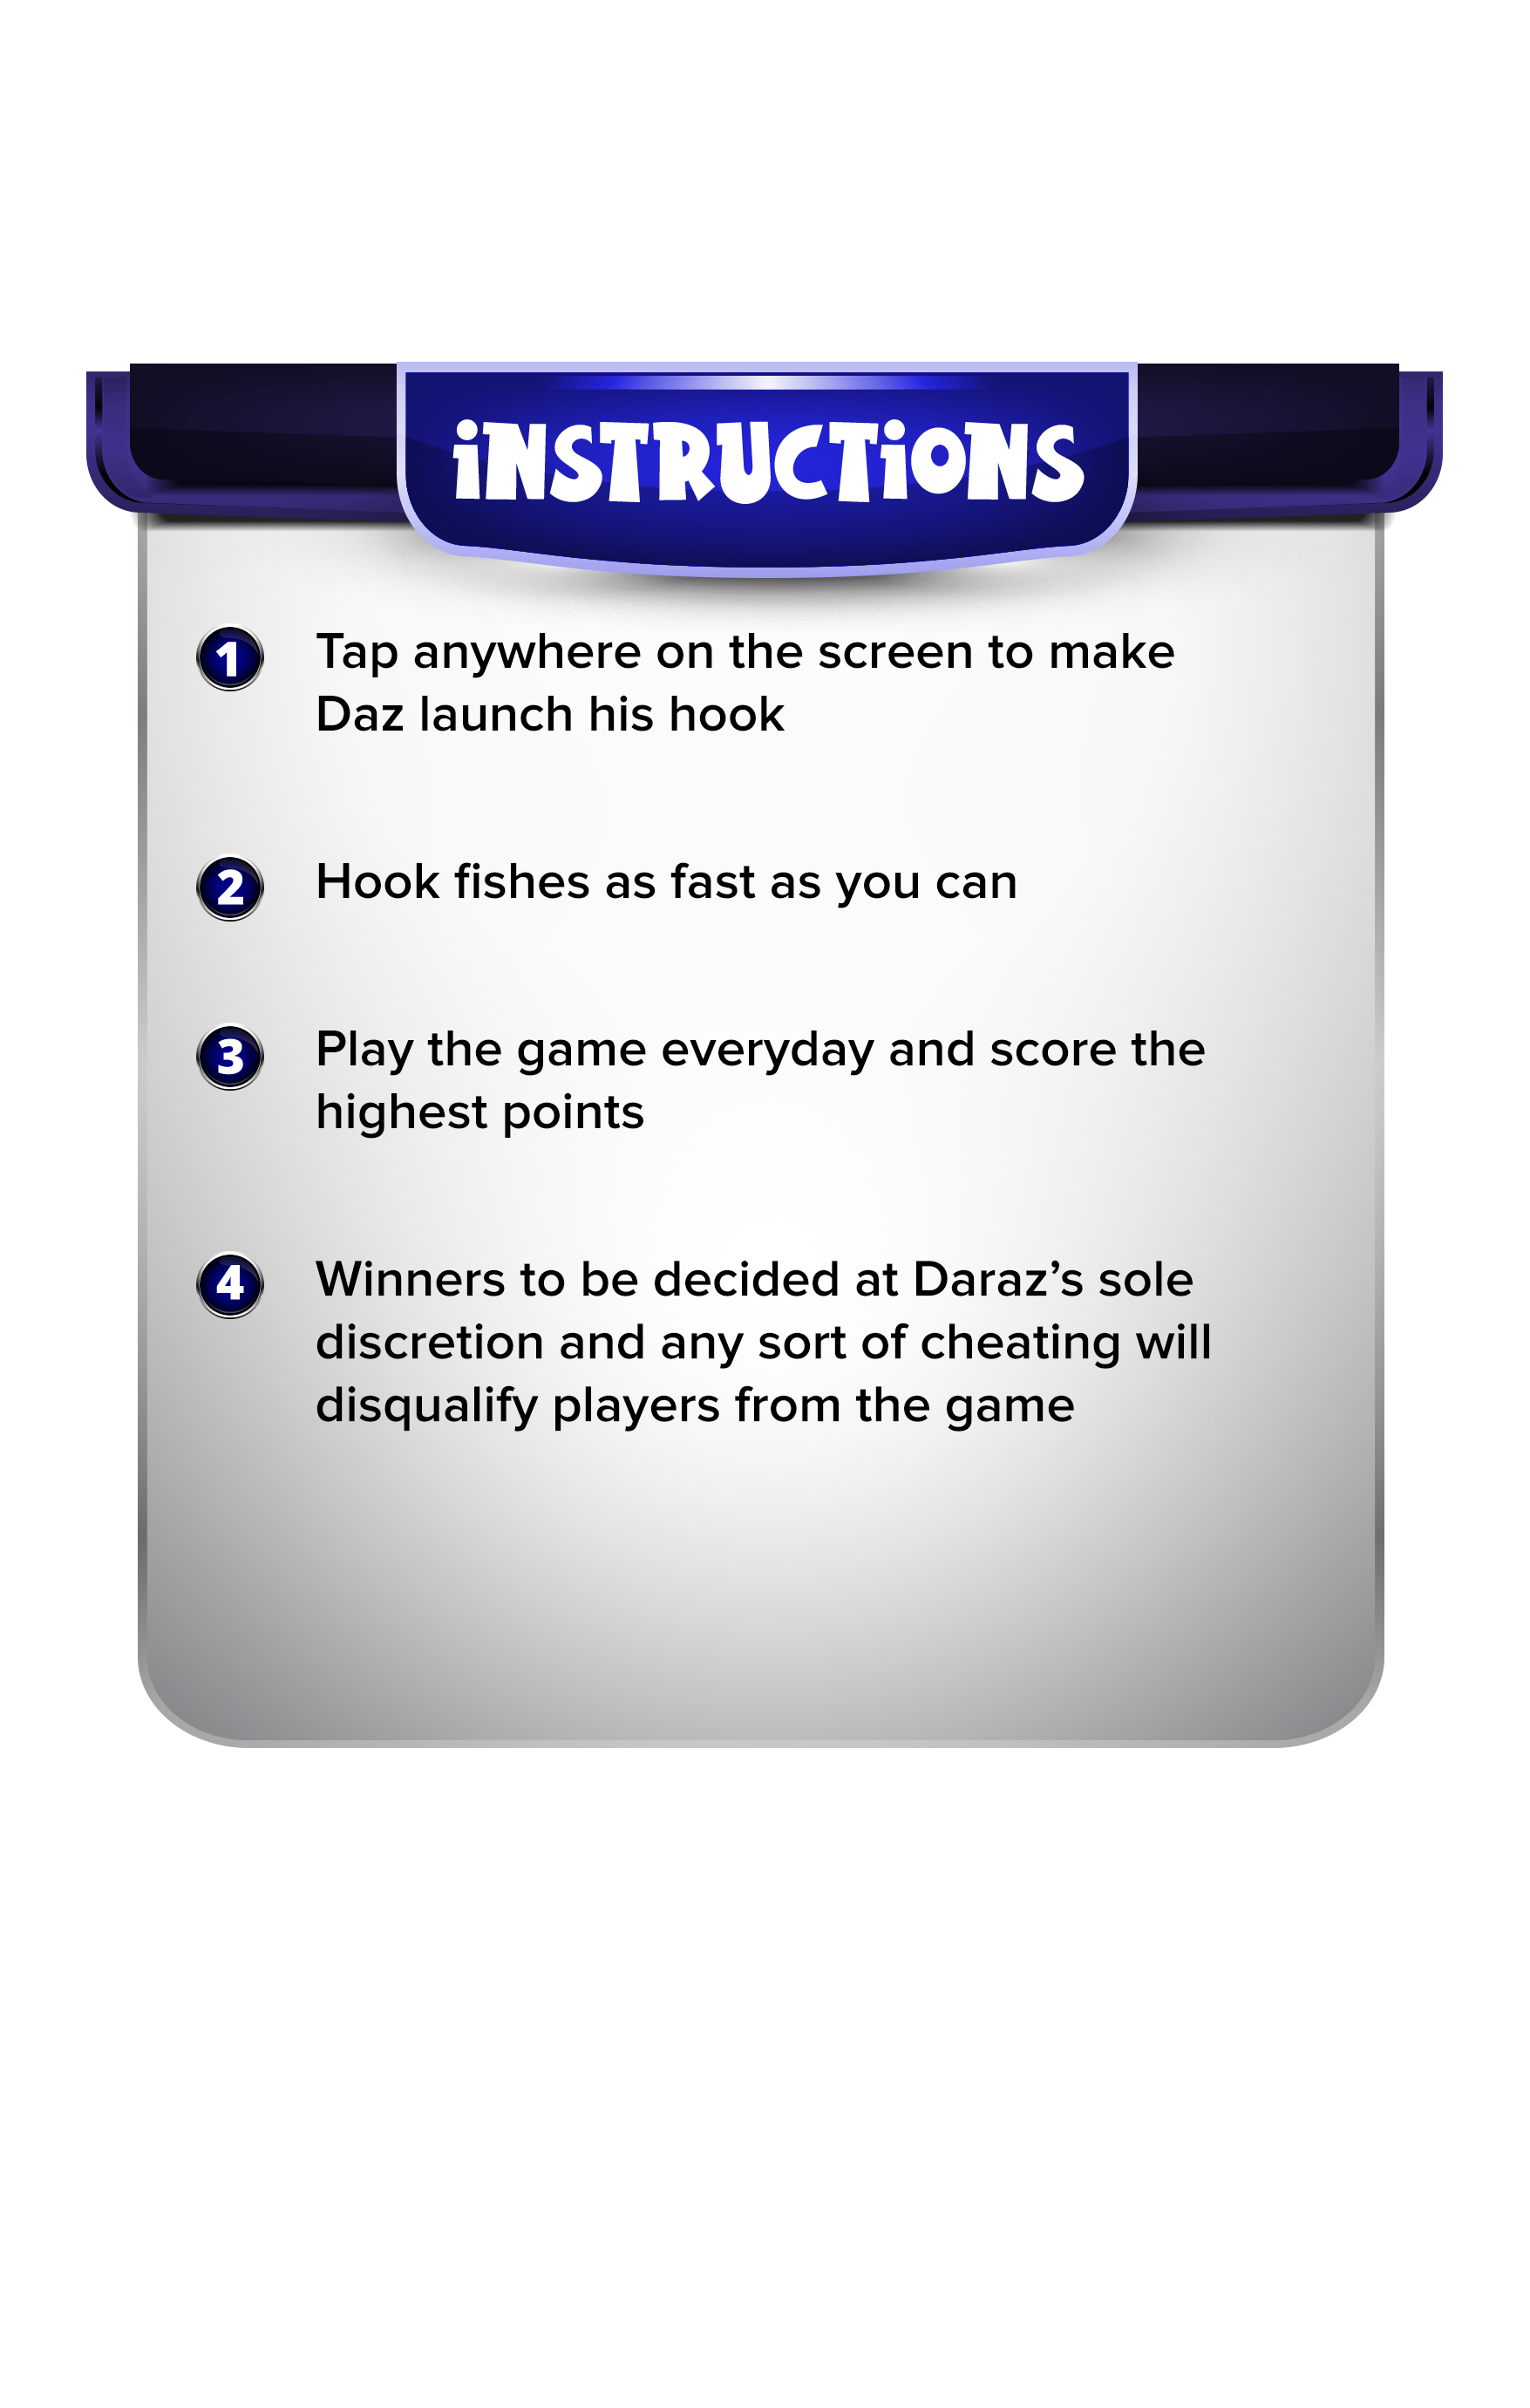 iNSTRUCTiONS
1 Tap anywhere on the screen to make
Daz launch his hook
2 Hook fishes as fast as you can
3 Play the game everyday and score the
highest points
4 Winners to be decided at Daraz’s sole
discretion and any sort of cheating will
disqualify players from the game